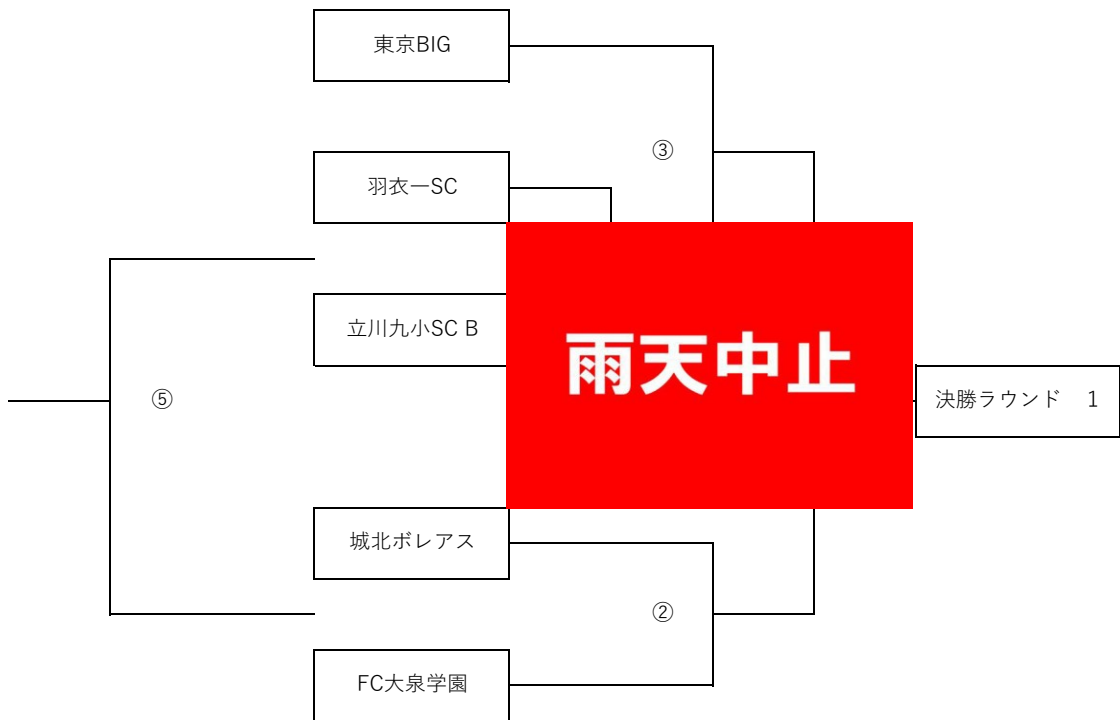 東京BIG
③
羽衣一SC
立川九小SC B
雨天中止
⑤
決勝ラウンド　1
城北ボレアス
②
FC大泉学園